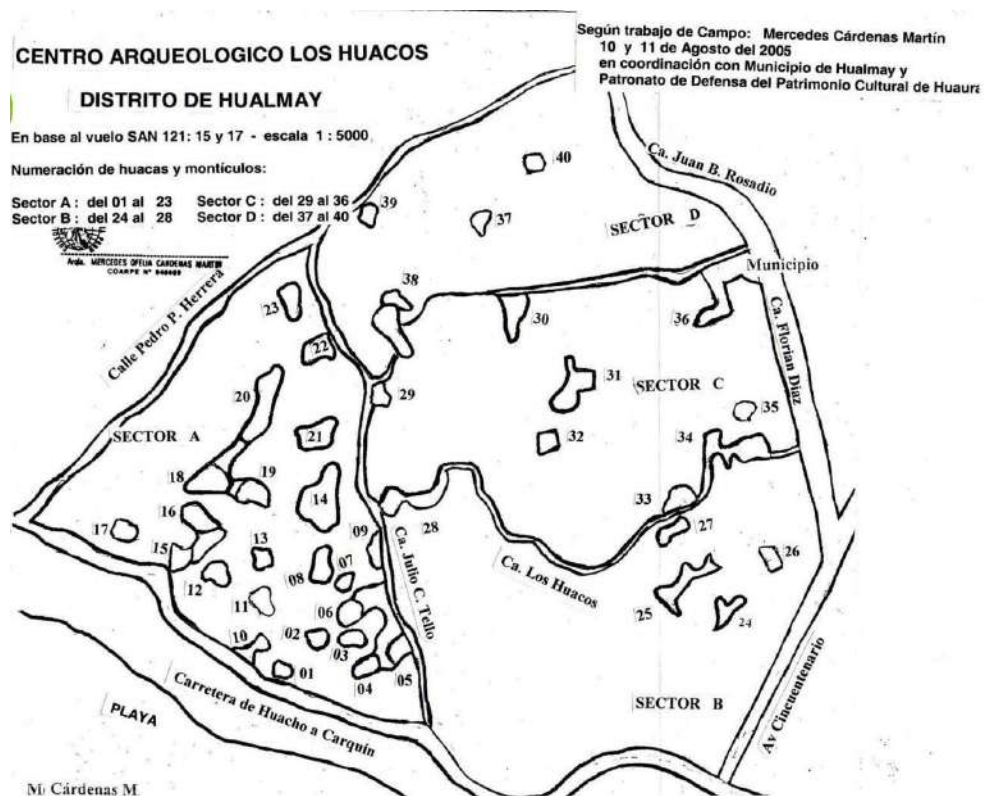 CENTRO ARQUEOLOGICO LOS HUACOS
DISTRITO DE HUALMAY
En base al vuelo SAN 121: 15 y 17 - escala 1 : 5000
Numeración de huacas y montículos:
Sector A : del 01 al 23 Sector C : del 29 al 36
Sector B : del 24 al 28 Sector D : del 37 al 40
Arqla. MERCEDES OFELIA CARDENAS MARTIN
COARPE N°
Según trabajo de Campo: Mercedes Cárdenas Martín
10 y 11 de Agosto del 2005
en coordinación con Municipio de Hualmay y
Patronato de Defensa del Patrimonio Cultural de Huaura
40
Ca. Juan B. Rosadio
39
37
SECTOR D
Municipio
Calle Pedro P. Herrera
23
38
30
36
Ca. Florian Diaz
22
20
29
31
SECTOR C
35
SECTOR A
21
32
34
18
19
14
33
16
28
17
13
09
27
15
Ca. Julio C. Tello
Ca. Los Huacos
26
12
08
07
11
06
25
24
10
02
03
01
04
05
SECTOR B
Av Cincuentenario
Carretera de Huacho a Carquín
PLAYA
M Cárdenas M